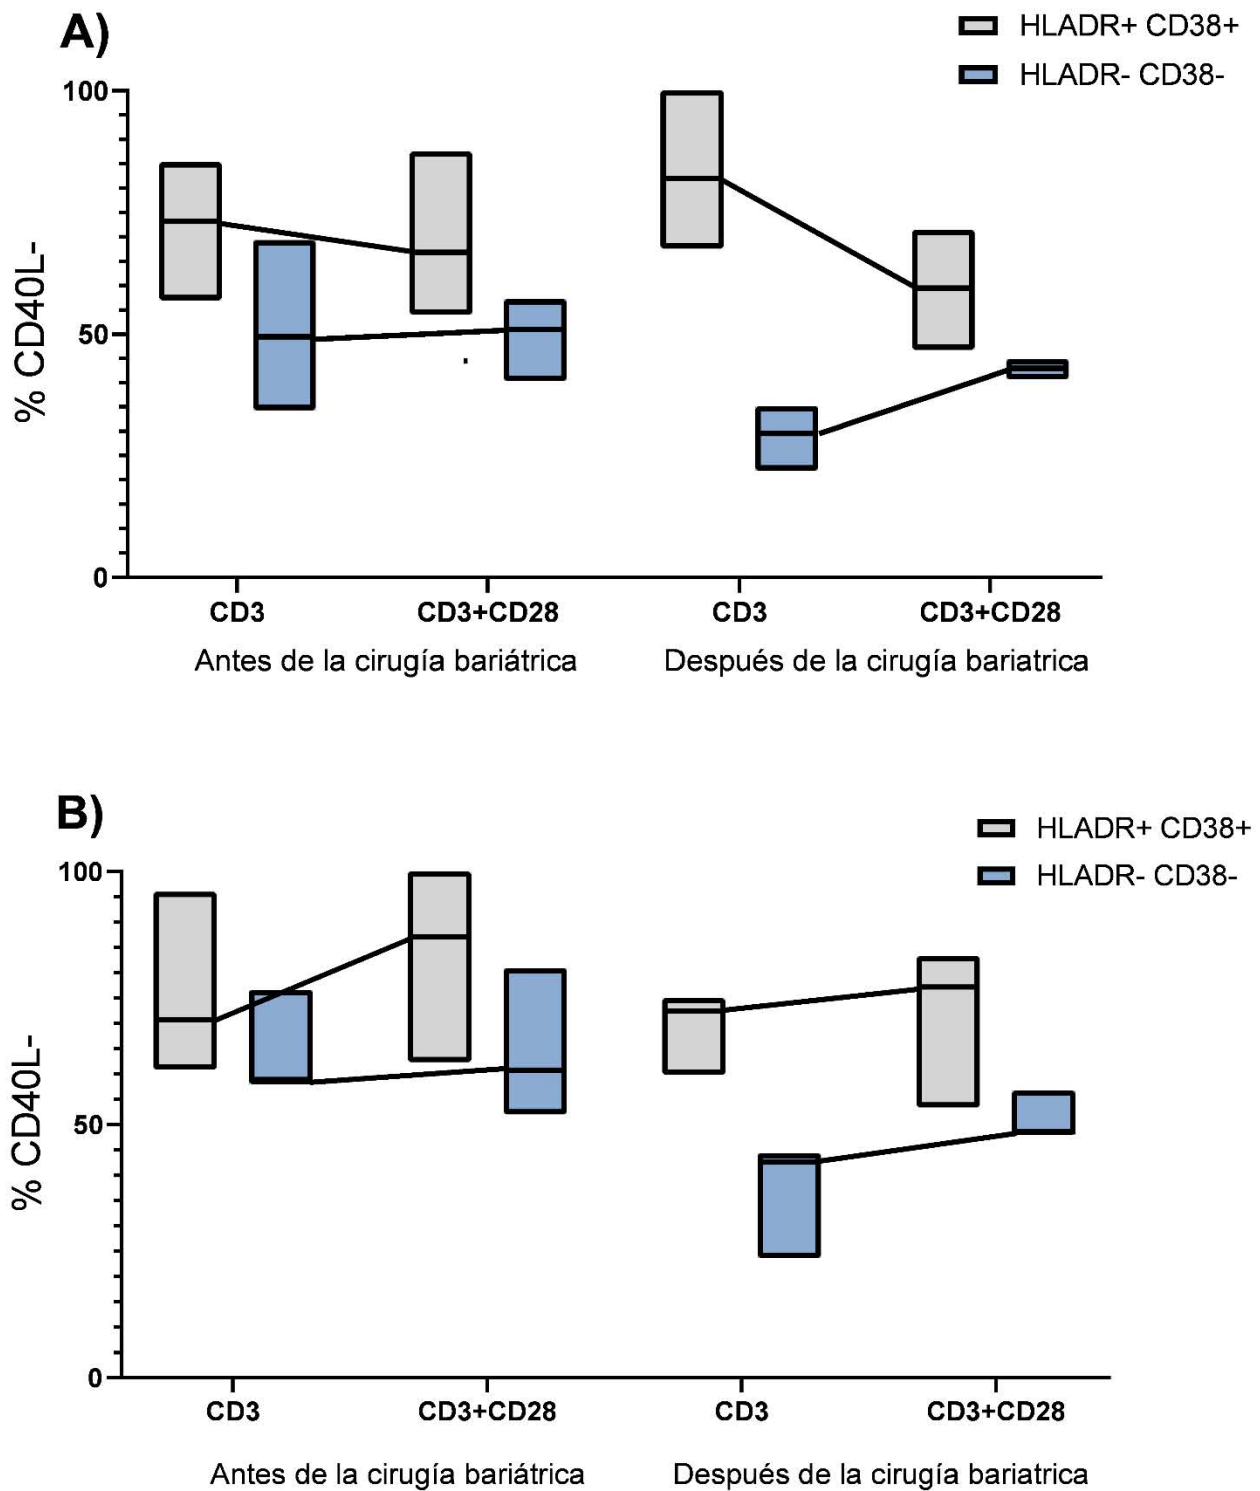 A)
HLADR+ CD38+
HLADR- CD38-
100
50
0
% CD40L-
CD3
CD3+CD28
CD3
CD3+CD28
Antes de la cirugía bariátrica
Después de la cirugía bariatrica
B)
HLADR+ CD38+
HLADR- CD38-
100
50
0
% CD40L-
CD3
CD3+CD28
CD3
CD3+CD28
Antes de la cirugía bariátrica
Después de la cirugía bariatrica